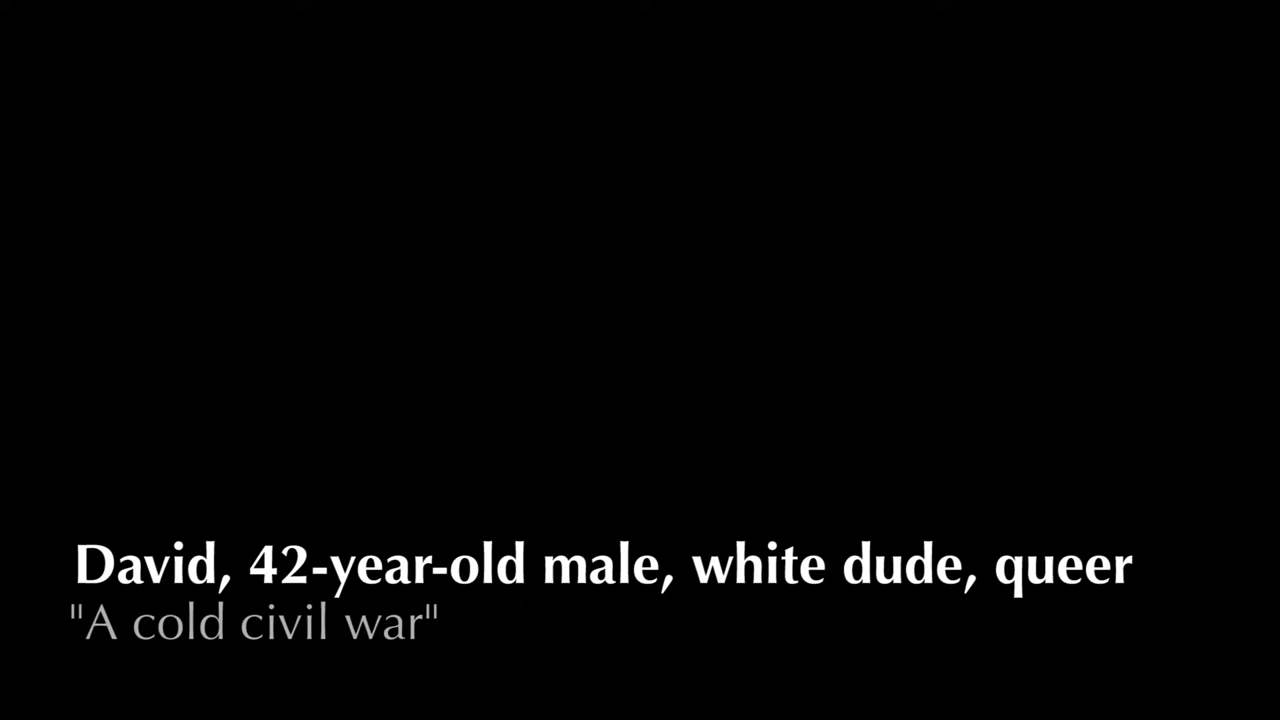 David, 42-year-old male, white dude, queer
"A cold civil war"